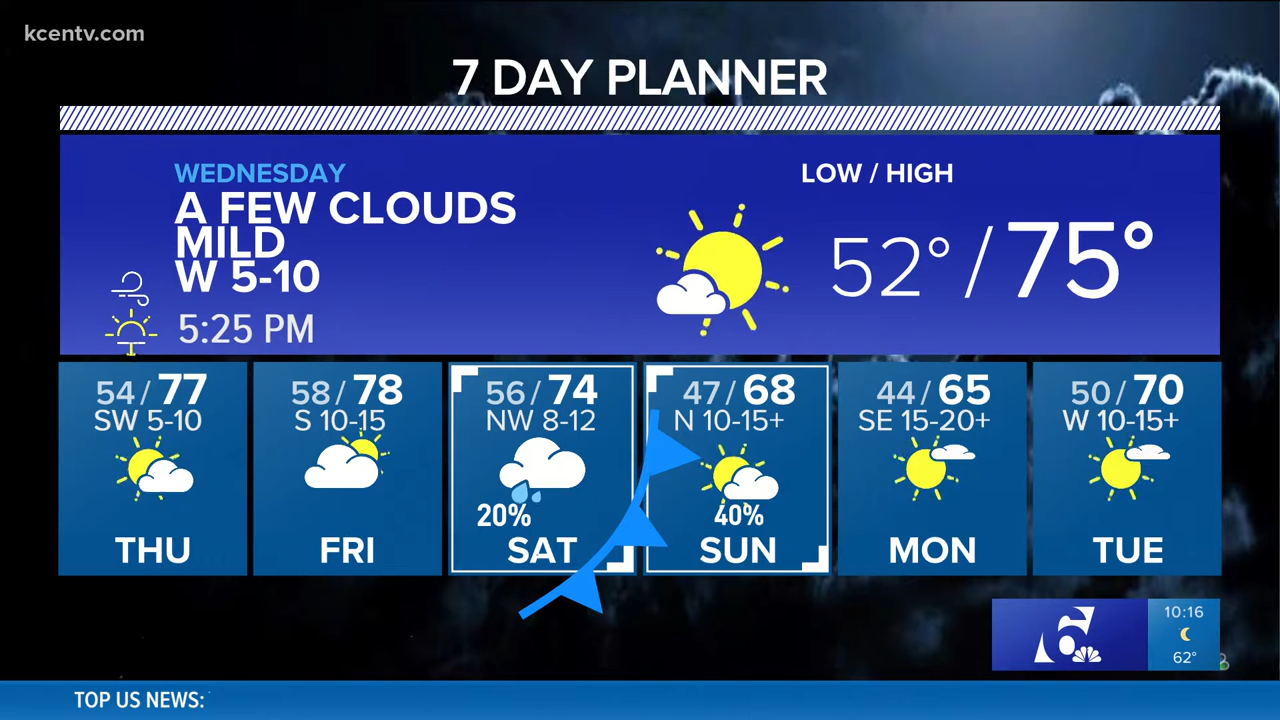 kcentv.com
7 DAY PLANNER
WEDNESDAY
A FEW CLOUDS
MILD
W 5-10
5:25 PM
LOW / HIGH
52° / 75°
54 / 77
SW 5-10
THU
58 / 78
S 10-15
FRI
56 / 74
NW 8-12
20%
SAT
47 / 68
N 10-15+
40%
SUN
44 / 65
SE 15-20+
MON
50 / 70
W 10-15+
TUE
6
10:16
62°
TOP US NEWS: